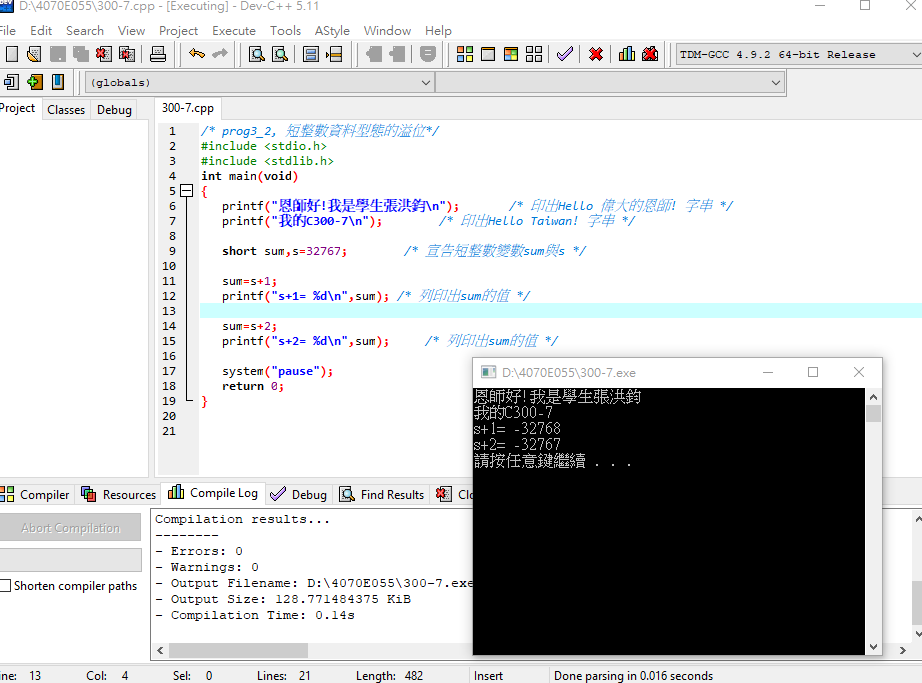 D:\4070E055\300-7.cpp - [Executing] - Dev-C++ 5.11
File Edit Search View Project Execute Tools AStyle Window Help
TDM-GCC 4.9.2 64-bit Release
(globals)
Project Classes Debug
300-7.cpp
1 /* prog3_2, 短整數資料型態的溢位*/
2 #include <stdio.h>
3 #include <stdlib.h>
4 int main(void)
5 {
6 printf("恩師好!我是學生張洪鈞\n"); /* 印出Hello 偉大的恩師! 字串 */
7 printf("我的C300-7\n"); /* 印出Hello Taiwan! 字串 */
8
9 short sum,s=32767; /* 宣告短整數變數sum與s */
10
11 sum=s+1;
12 printf("s+1= %d\n",sum); /* 列印出sum的值 */
13
14 sum=s+2;
15 printf("s+2= %d\n",sum); /* 列印出sum的值 */
16
17 system("pause");
18 return 0;
19 }
20
21
D:\4070E055\300-7.exe
恩師好!我是學生張洪鈞
我的C300-7
s+1= -32768
s+2= -32767
請按任意鍵繼續 . . .
Compiler Resources Compile Log Debug Find Results Clo
Abort Compilation
Shorten compiler paths
Compilation results...
--------
- Errors: 0
- Warnings: 0
- Output Filename: D:\4070E055\300-7.exe
- Output Size: 128.771484375 KiB
- Compilation Time: 0.14s
ine: 13 Col: 4 Sel: 0 Lines: 21 Length: 482 Insert Done parsing in 0.016 seconds